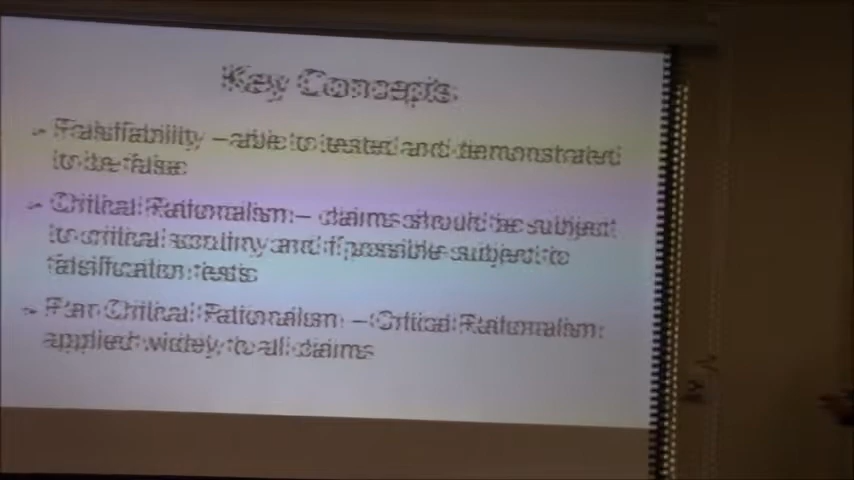 Key Concepts
Falsifiability – able to tested and demonstrated
to be false
Critical Rationalism – claims should be subject
to critical scrutiny and if possible subject to
falsification tests
Pan Critical Rationalism – Critical Rationalism
applied widely to all claims